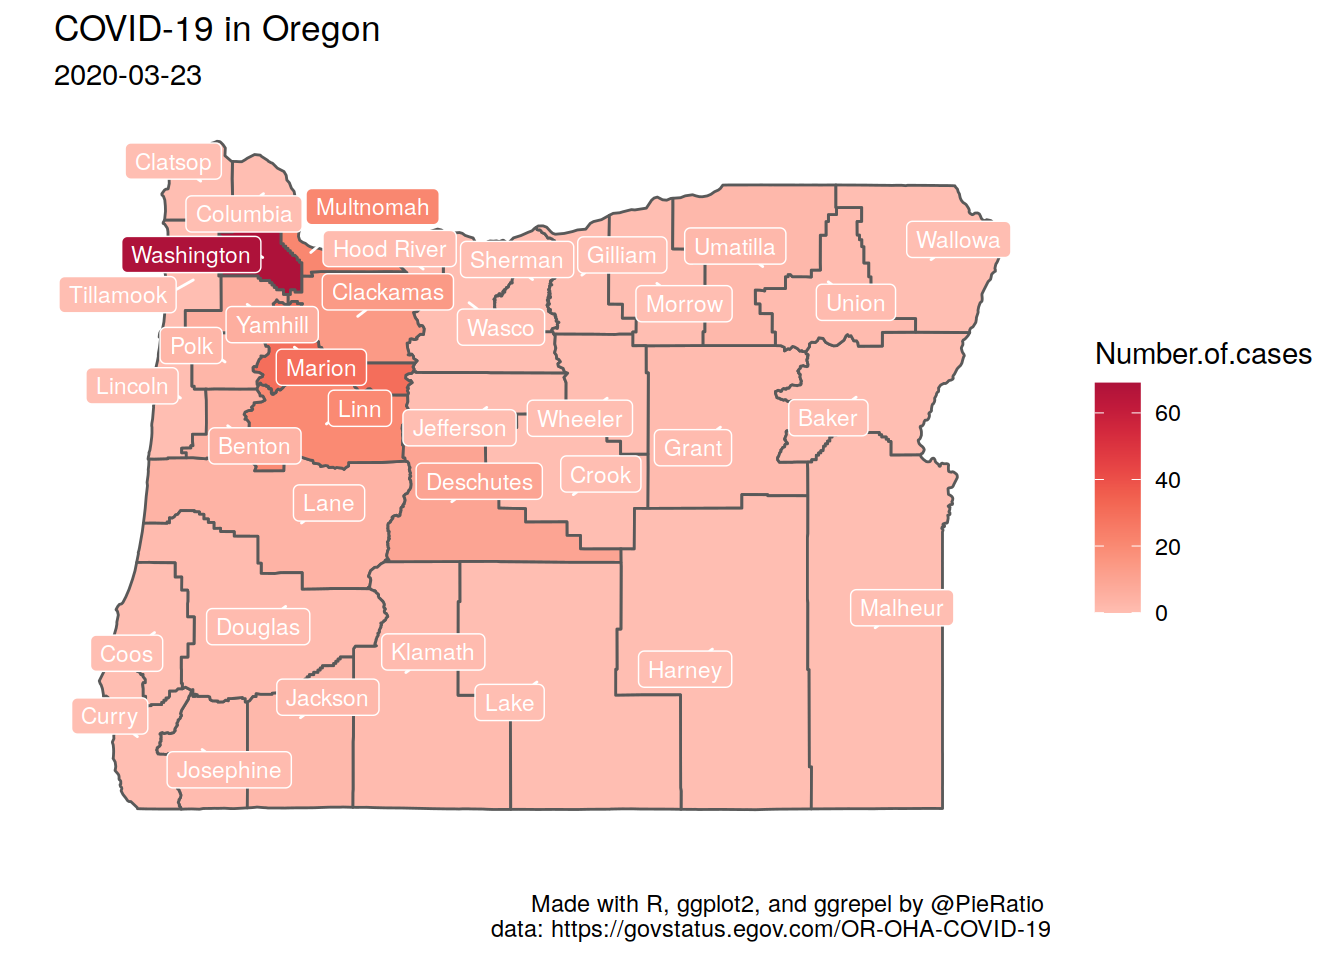 COVID-19 in Oregon
2020-03-23
Clatsop
Columbia
Multnomah
Washington
Hood River
Sherman
Gilliam
Umatilla
Wallowa
Tillamook
Clackamas
Morrow
Union
Yamhill
Wasco
Polk
Marion
Lincoln
Linn
Jefferson
Wheeler
Baker
Benton
Grant
Deschutes
Crook
Lane
Malheur
Douglas
Coos
Klamath
Harney
Jackson
Lake
Curry
Josephine
Number.of.cases
60
40
20
0
Made with R, ggplot2, and ggrepel by @PieRatio
data: https://govstatus.egov.com/OR-OHA-COVID-19